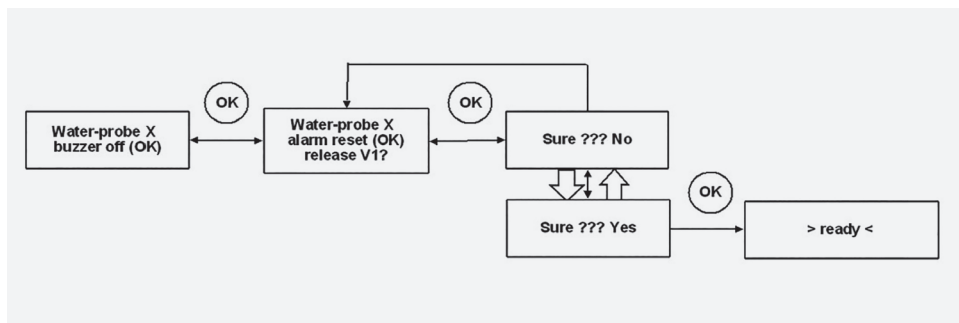 OK
OK
Water-probe X
buzzer off (OK)
Water-probe X
alarm reset (OK)
release V1?
Sure ??? No
OK
Sure ??? Yes
> ready <